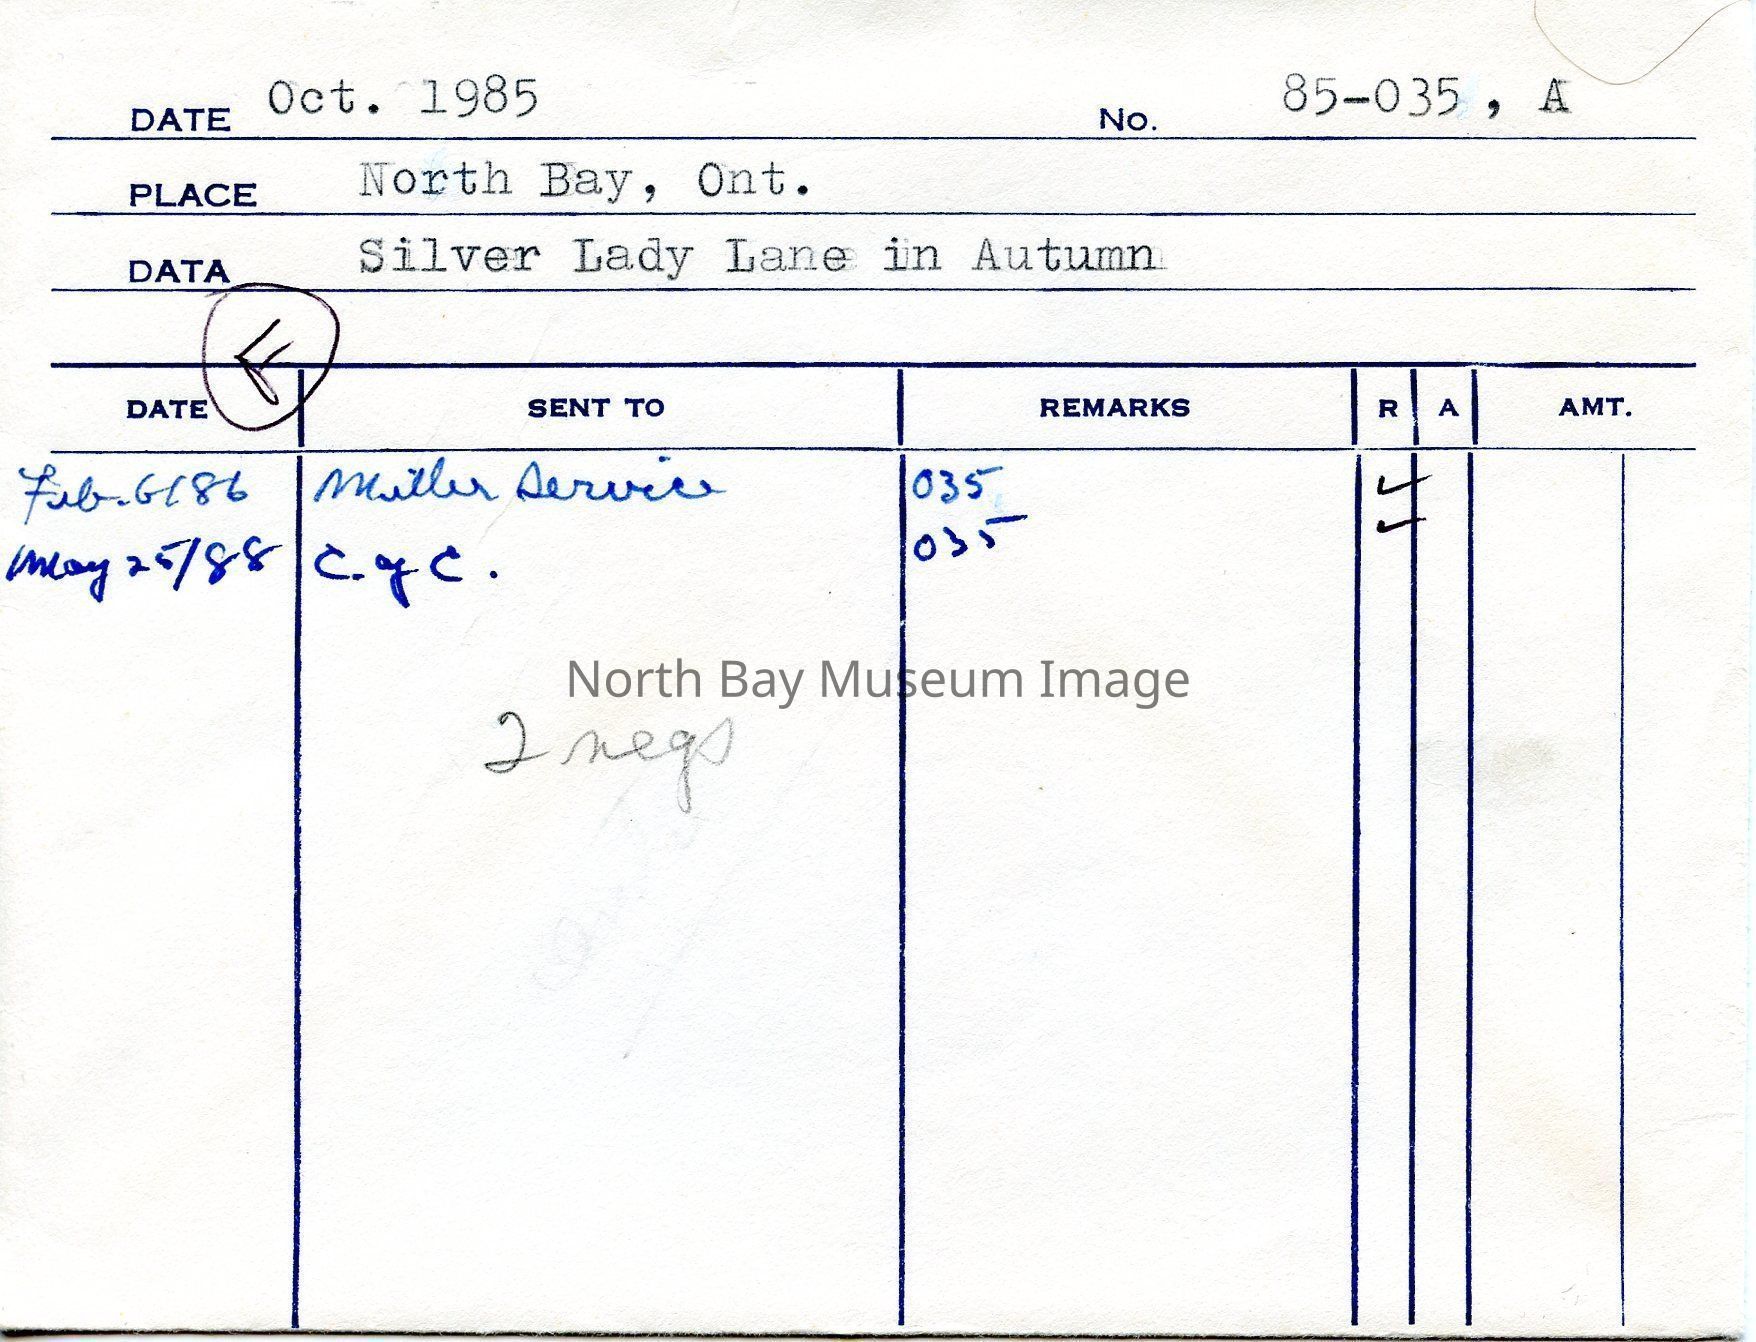 DATE Oct. 1985 No. 85-035, A
PLACE North Bay, Ont.
DATA Silver Lady Lane in Autumn
F
DATE SENT TO REMARKS R A AMT.
Feb. 6/86 Miller Service 035 ✓
May 25/88 C. of C. 035 ✓
North Bay Museum Image
2 negs